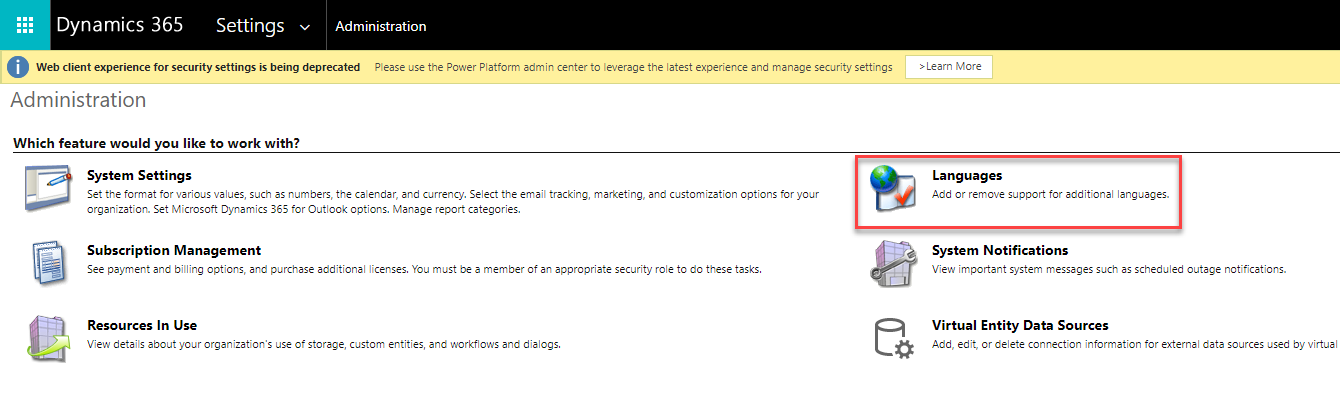 Dynamics 365 Settings Administration
Web client experience for security settings is being deprecated Please use the Power Platform admin center to leverage the latest experience and manage security settings >Learn More
Administration
Which feature would you like to work with?
System Settings
Set the format for various values, such as numbers, the calendar, and currency. Select the email tracking, marketing, and customization options for your
organization. Set Microsoft Dynamics 365 for Outlook options. Manage report categories.
Languages
Add or remove support for additional languages.
Subscription Management
See payment and billing options, and purchase additional licenses. You must be a member of an appropriate security role to do these tasks.
System Notifications
View important system messages such as scheduled outage notifications.
Resources In Use
View details about your organization's use of storage, custom entities, and workflows and dialogs.
Virtual Entity Data Sources
Add, edit, or delete connection information for external data sources used by virtual